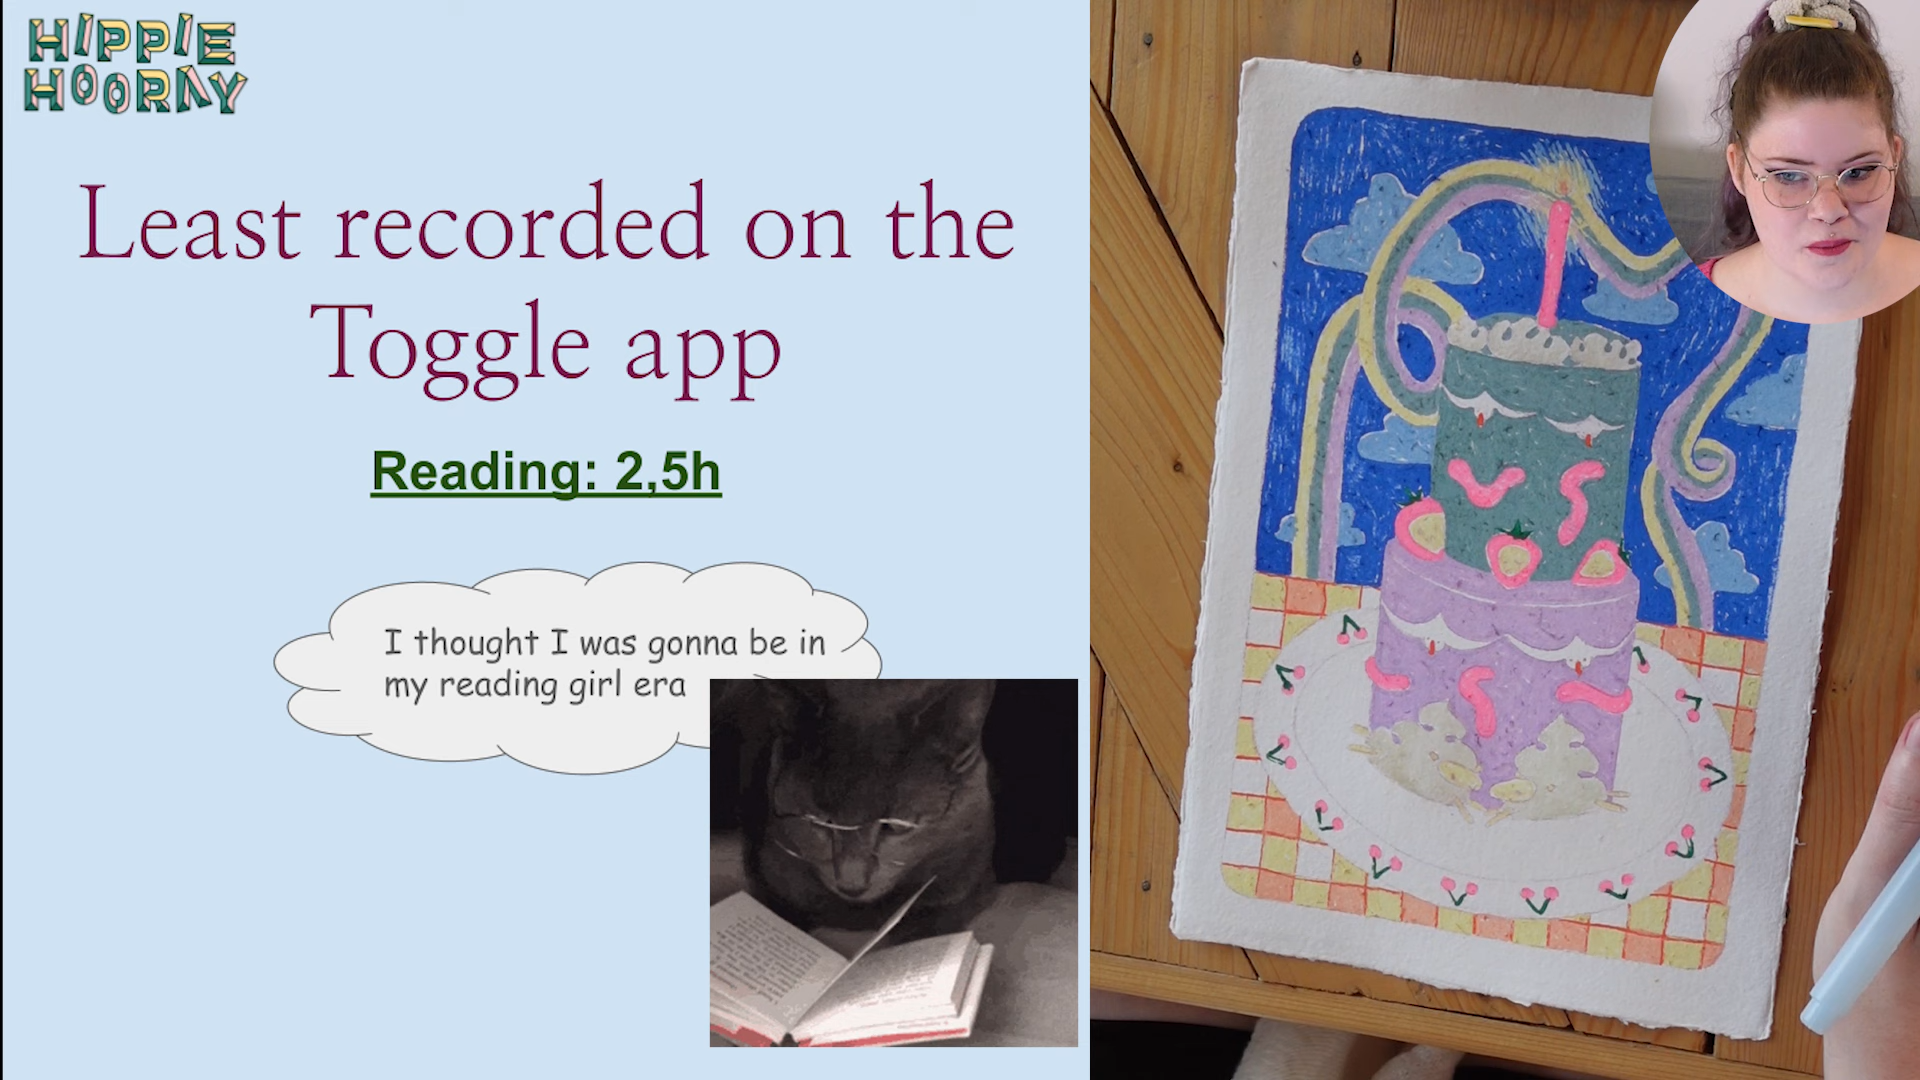 HIPPIE
HOORAY
Least recorded on the
Toggle app
Reading: 2,5h
I thought I was gonna be in
my reading girl era